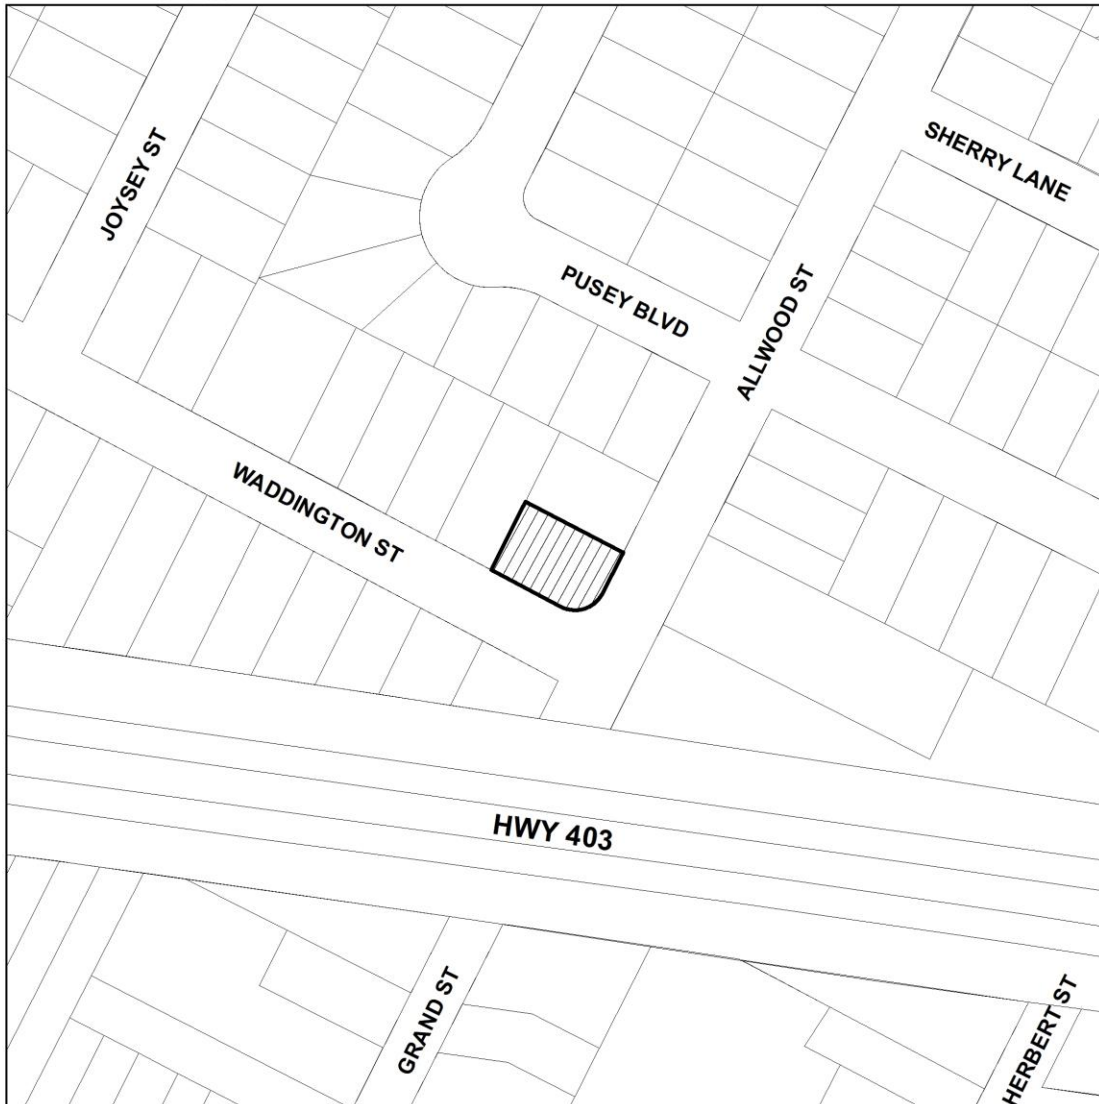 SHERRY LANE
JOYSEY ST
PUSEY BLVD
ALLWOOD ST
WADDINGTON ST
HWY 403
GRAND ST
HERBERT ST